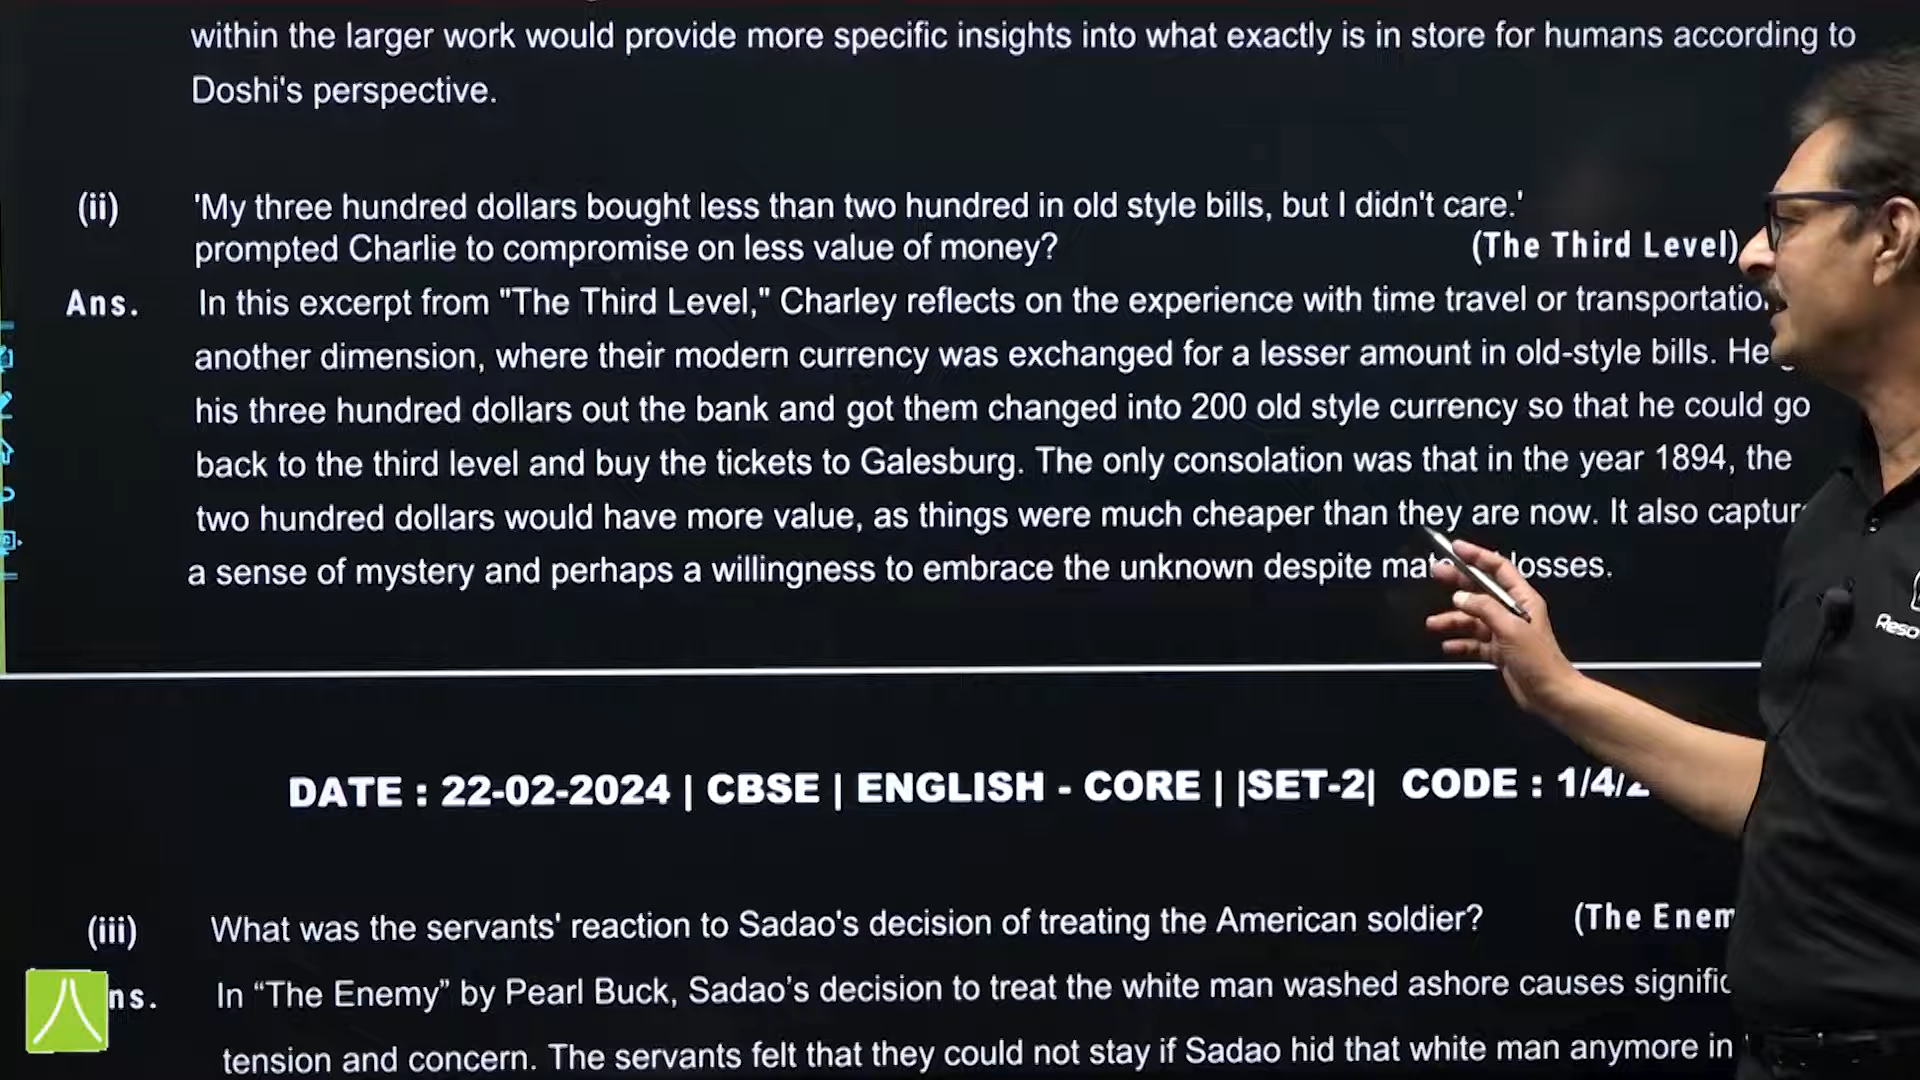 within the larger work would provide more specific insights into what exactly is in store for humans according to
Doshi's perspective.
(ii) 'My three hundred dollars bought less than two hundred in old style bills, but I didn't care.'
prompted Charlie to compromise on less value of money? (The Third Level)
Ans. In this excerpt from "The Third Level," Charley reflects on the experience with time travel or
another dimension, where their modern currency was exchanged for a lesser amount in old-style bills. He
his three hundred dollars out the bank and got them changed into 200 old style currency so that he could go
back to the third level and buy the tickets to Galesburg. The only consolation was that in the year 1894, the
two hundred dollars would have more value, as things were much cheaper than they are now. It also
a sense of mystery and perhaps a willingness to embrace the unknown despite losses.
DATE : 22-02-2024 | CBSE | ENGLISH - CORE | |SET-2| CODE : 1/4/
(iii) What was the servants' reaction to Sadao's decision of treating the American soldier? (The
ns. In “The Enemy” by Pearl Buck, Sadao’s decision to treat the white man washed ashore causes
tension and concern. The servants felt that they could not stay if Sadao hid that white man anymore in
Reso